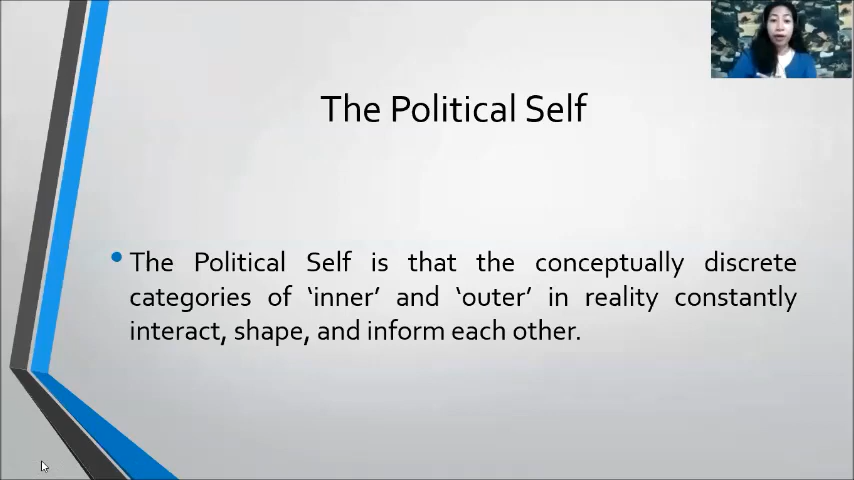 The Political Self
The Political Self is that the conceptually discrete
categories of ‘inner’ and ‘outer’ in reality constantly
interact, shape, and inform each other.